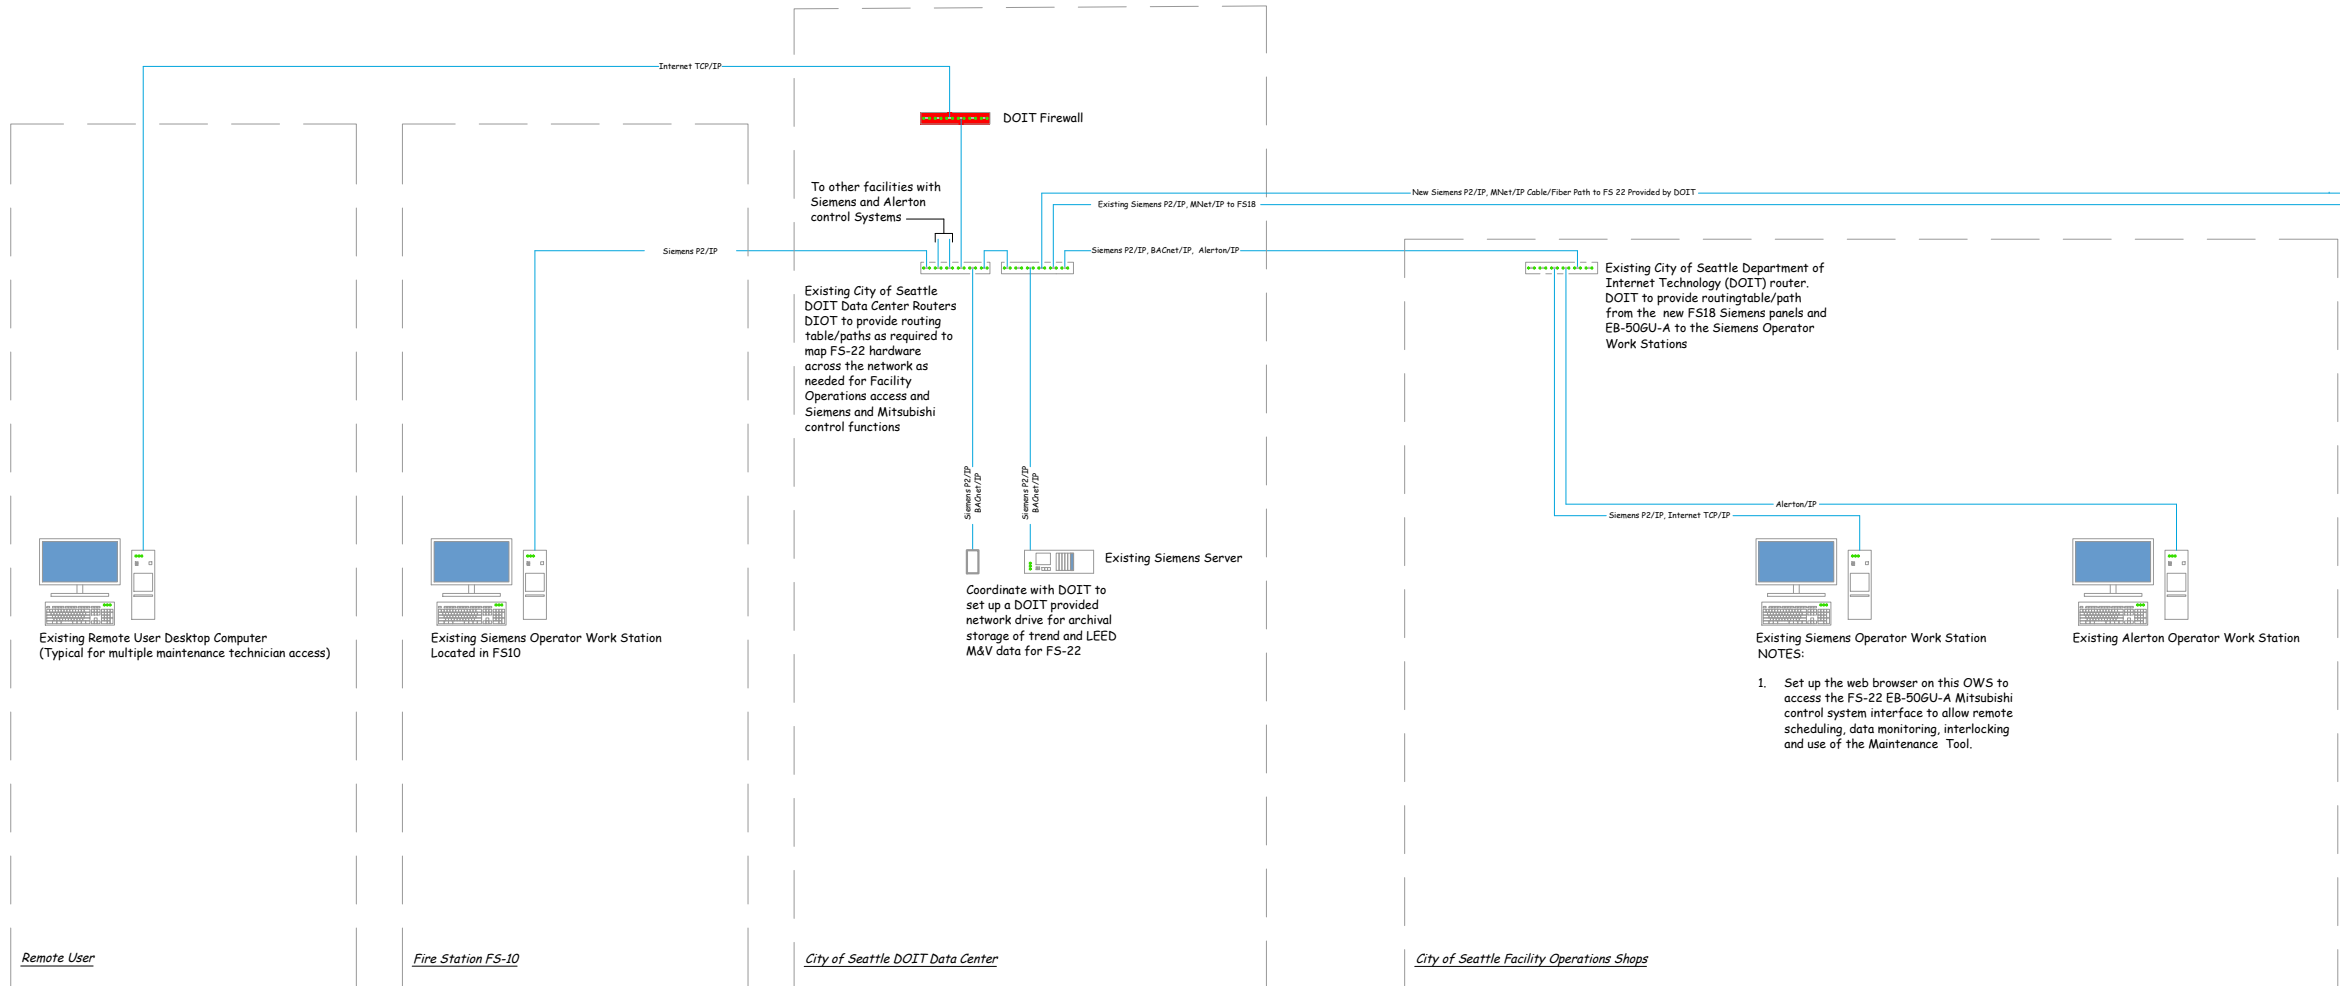 Internet TCP/IP
DOIT Firewall
To other facilities with
Siemens and Alerton
control Systems
New Siemens P2/IP, MNet/IP Cable/Fiber Path to FS 22 Provided by DOIT
Existing Siemens P2/IP, MNet/IP to FS18
Siemens P2/IP
Siemens P2/IP, BACnet/IP, Alerton/IP
Existing City of Seattle
DOIT Data Center Routers
DIOT to provide routing
table/paths as required to
map FS-22 hardware
across the network as
needed for Facility
Operations access and
Siemens and Mitsubishi
control functions
Existing City of Seattle Department of
Internet Technology (DOIT) router.
DOIT to provide routingtable/path
from the new FS18 Siemens panels and
EB-50GU-A to the Siemens Operator
Work Stations
Siemens P2/IP
BACnet/IP
Siemens P2/IP
BACnet/IP
Alerton/IP
Siemens P2/IP, Internet TCP/IP
Existing Siemens Server
Coordinate with DOIT to
set up a DOIT provided
network drive for archival
storage of trend and LEED
M&V data for FS-22
Existing Remote User Desktop Computer
(Typical for multiple maintenance technician access)
Existing Siemens Operator Work Station
Located in FS10
Existing Siemens Operator Work Station
NOTES:
1. Set up the web browser on this OWS to
access the FS-22 EB-50GU-A Mitsubishi
control system interface to allow remote
scheduling, data monitoring, interlocking
and use of the Maintenance Tool.
Existing Alerton Operator Work Station
Remote User
Fire Station FS-10
City of Seattle DOIT Data Center
City of Seattle Facility Operations Shops